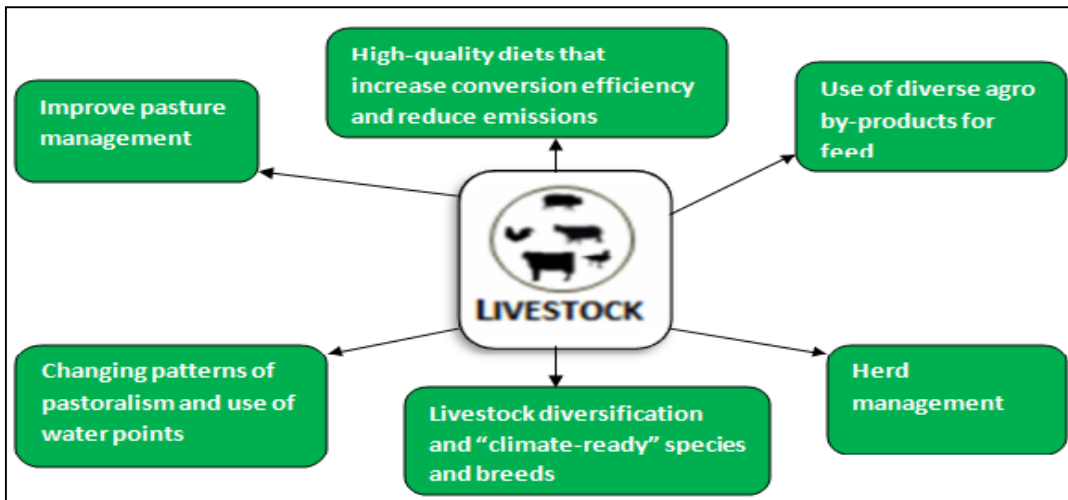 High-quality diets that
increase conversion efficiency
and reduce emissions
Improve pasture
management
Use of diverse agro
by-products for
feed
LIVESTOCK
Changing patterns of
pastoralism and use of
water points
Livestock diversification
and “climate-ready” species
and breeds
Herd
management